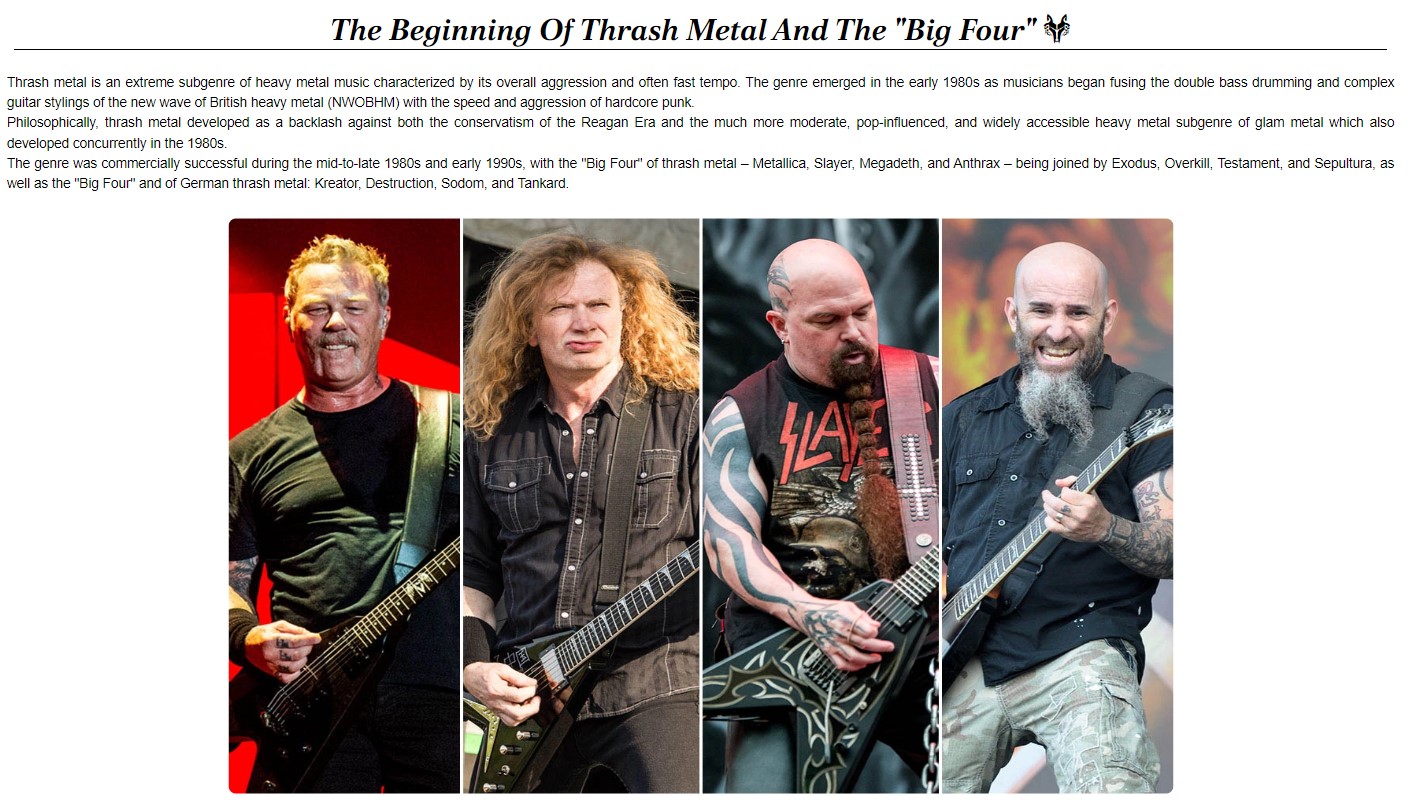 The Beginning Of Thrash Metal And The "Big Four"
Thrash metal is an extreme subgenre of heavy metal music characterized by its overall aggression and often fast tempo. The genre emerged in the early 1980s as musicians began fusing the double bass drumming and complex
guitar stylings of the new wave of British heavy metal (NWOBHM) with the speed and aggression of hardcore punk.
Philosophically, thrash metal developed as a backlash against both the conservatism of the Reagan Era and the much more moderate, pop-influenced, and widely accessible heavy metal subgenre of glam metal which also
developed concurrently in the 1980s.
The genre was commercially successful during the mid-to-late 1980s and early 1990s, with the "Big Four" of thrash metal – Metallica, Slayer, Megadeth, and Anthrax – being joined by Exodus, Overkill, Testament, and Sepultura, as
well as the "Big Four" and of German thrash metal: Kreator, Destruction, Sodom, and Tankard.
SLAYER